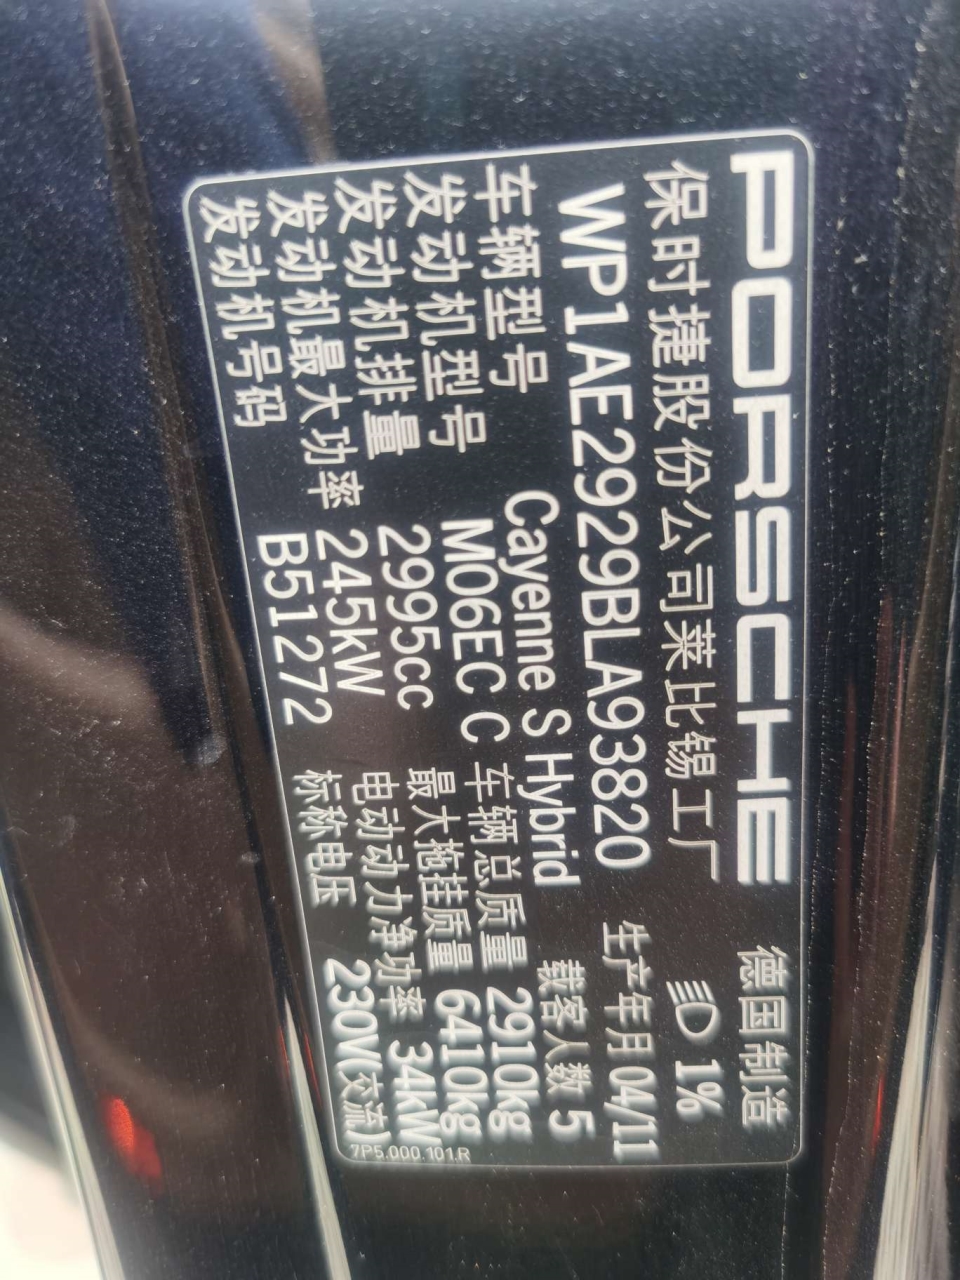 PORSCHE 德国制造
保时捷股份公司莱比锡工厂 1%
WP1AE2929BLA93820 生产年月 04/11
车辆型号 Cayenne S Hybrid 载客人数 5
发动机型号 M06EC C 车辆总质量 2910kg
发动机排量 2995cc 最大拖挂质量 6410kg
发动机最大功率 245kW 电动动力净功率 34kW
发动机号码 B51272 标称电压 230V(交流)
7P5.000.101.R